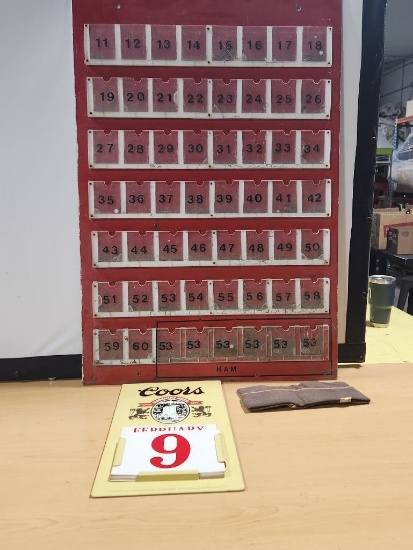 11 12 13 14 15 16 17 18
19 20 21 22 23 24 25 26
27 28 29 30 31 32 33 34
35 36 37 38 39 40 41 42
43 44 45 46 47 48 49 50
51 52 53 54 55 56 57 58
59 60 53 53 53 53 53 53
HAM
Coors
FEBRUARY
9